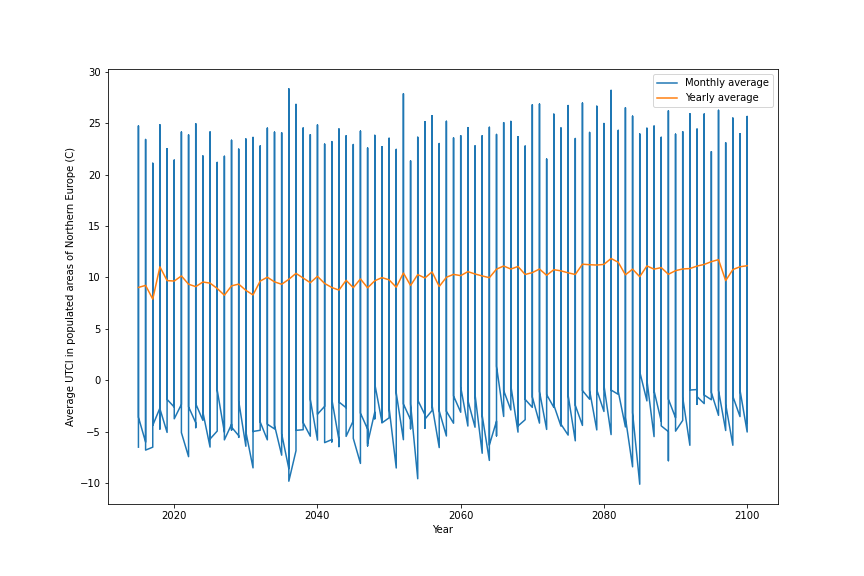 30
25
20
15
10
5
0
−5
−10
Average UTCI in populated areas of Northern Europe (C)
Monthly average
Yearly average
2020 2040 2060 2080 2100
Year